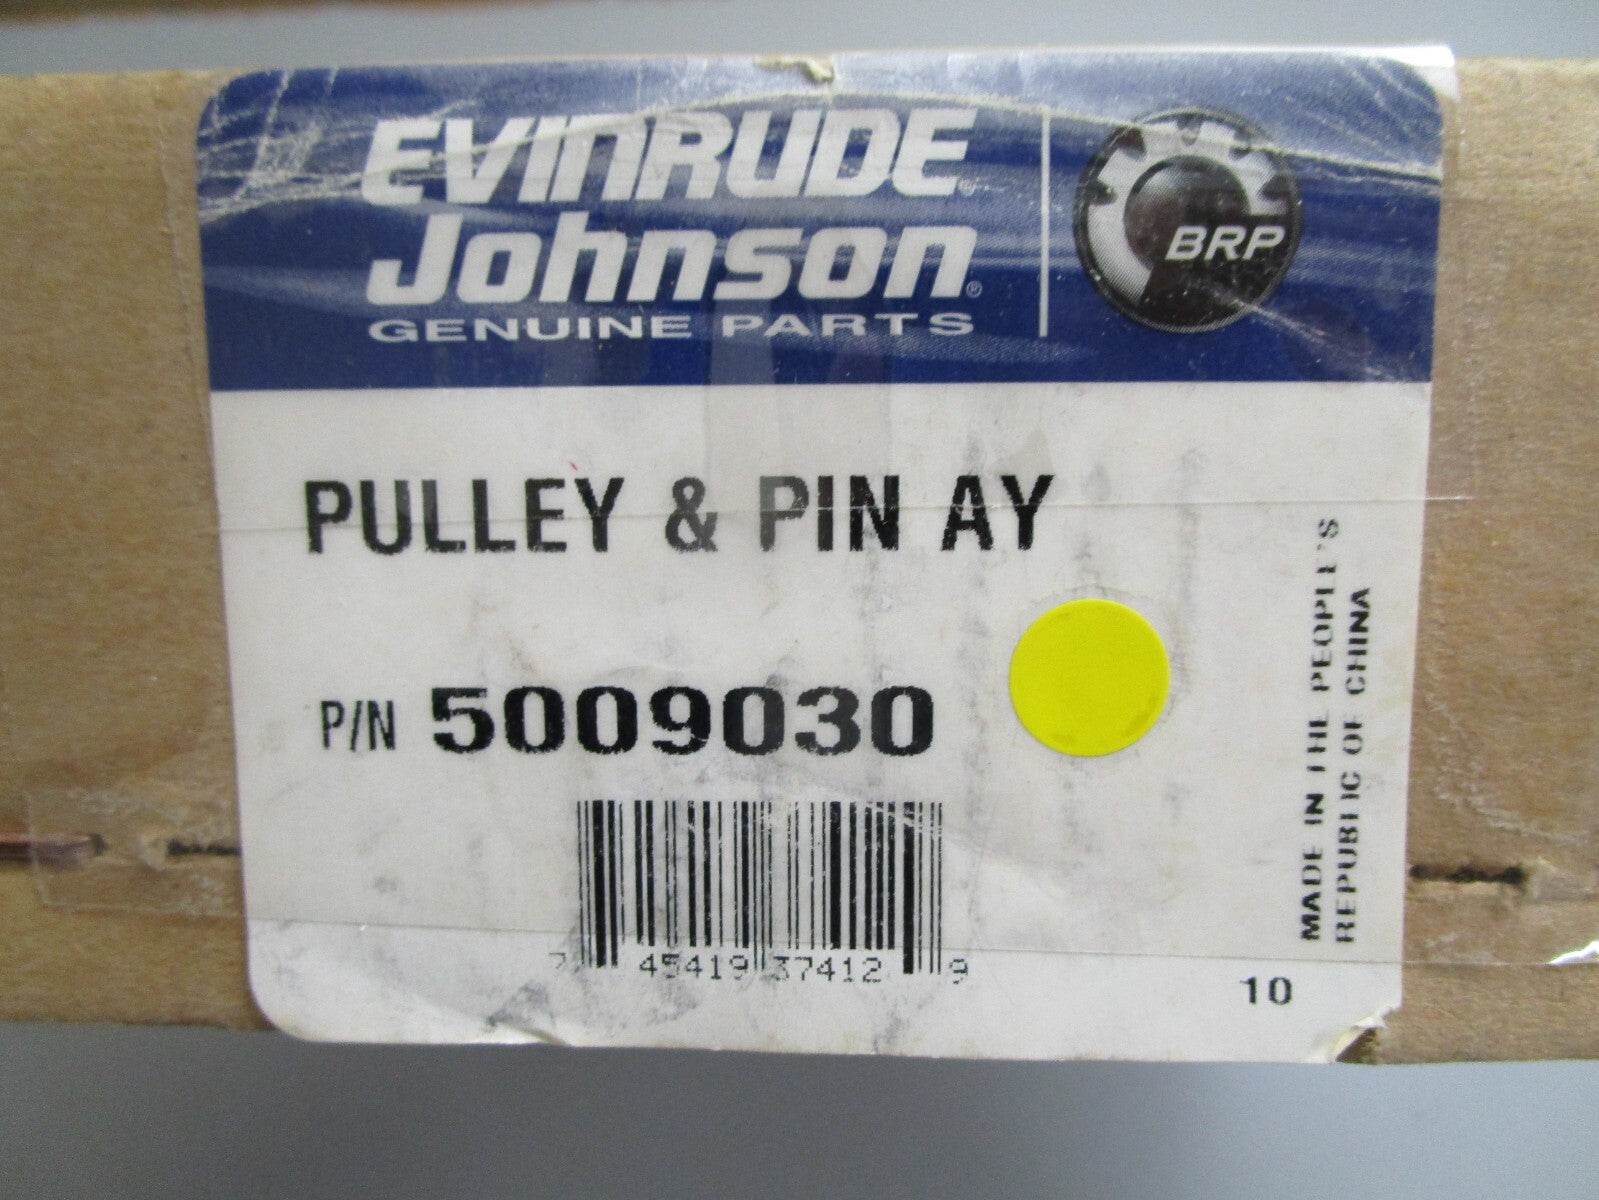 EVINRUDE®
Johnson®
GENUINE PARTS
BRP
PULLEY & PIN AY
P/N 5009030
7 45419 37412 9
MADE IN THE PEOPLE'S
REPUBLIC OF CHINA
10